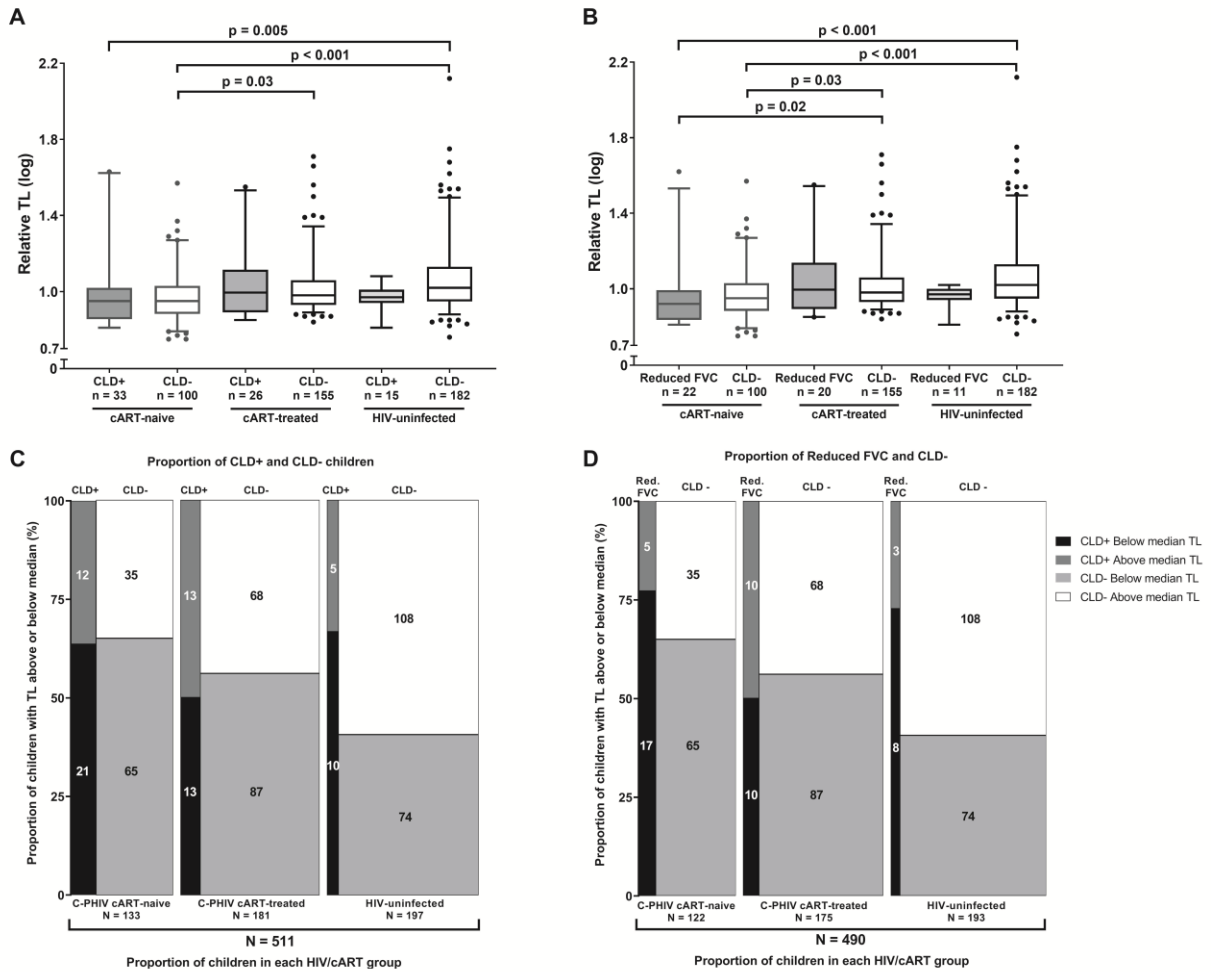 A
p = 0.005
p < 0.001
p = 0.03
2.2
1.8
1.4
1.0
0.7
0
Relative TL (log)
CLD+ CLD- CLD+ CLD- CLD+ CLD-
n = 33 n = 100 n = 26 n = 155 n = 15 n = 182
cART-naive cART-treated HIV-uninfected
B
p < 0.001
p < 0.001
p = 0.03
p = 0.02
2.2
1.8
1.4
1.0
0.7
0
Relative TL (log)
Reduced FVC CLD- Reduced FVC CLD- Reduced FVC CLD-
n = 22 n = 100 n = 20 n = 155 n = 11 n = 182
cART-naive cART-treated HIV-uninfected
C
Proportion of CLD+ and CLD- children
CLD+ CLD- CLD+ CLD- CLD+ CLD-
100
75
50
25
0
Proportion of children with TL above or below median (%)
12 35 13 68 5 108
21 65 13 87 10 74
C-PHIV cART-naive C-PHIV cART-treated HIV-uninfected
N = 133 N = 181 N = 197
N = 511
Proportion of children in each HIV/cART group
D
Proportion of Reduced FVC and CLD-
Red. FVC CLD - Red. FVC CLD - Red. FVC CLD -
100
75
50
25
0
Proportion of children with TL above or below median (%)
5 35 10 68 3 108
17 65 10 87 8 74
C-PHIV cART-naive C-PHIV cART-treated HIV-uninfected
N = 122 N = 175 N = 193
N = 490
Proportion of children in each HIV/cART group
CLD+ Below median TL
CLD+ Above median TL
CLD- Below median TL
CLD- Above median TL